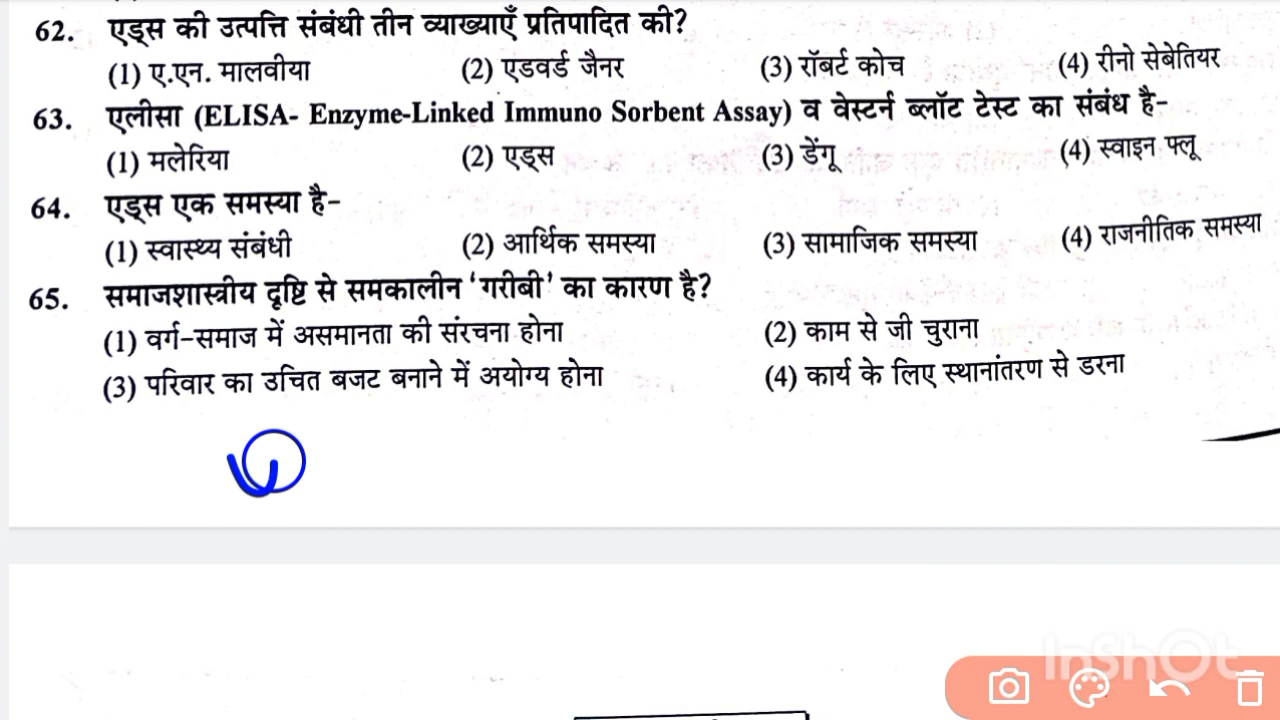 62. एड्स की उत्पत्ति संबंधी तीन व्याख्याएँ प्रतिपादित की?
(1) ए.एन. मालवीया (2) एडवर्ड जैनर (3) रॉबर्ट कोच (4) रीनो सेबेतियर
63. एलीसा (ELISA- Enzyme-Linked Immuno Sorbent Assay) व वेस्टर्न ब्लॉट टेस्ट का संबंध है-
(1) मलेरिया (2) एड्स (3) डेंगू (4) स्वाइन फ्लू
64. एड्स एक समस्या है-
(1) स्वास्थ्य संबंधी (2) आर्थिक समस्या (3) सामाजिक समस्या (4) राजनीतिक समस्या
65. समाजशास्त्रीय दृष्टि से समकालीन ‘गरीबी’ का कारण है?
(1) वर्ग-समाज में असमानता की संरचना होना (2) काम से जी चुराना
(3) परिवार का उचित बजट बनाने में अयोग्य होना (4) कार्य के लिए स्थानांतरण से डरना
InShOt